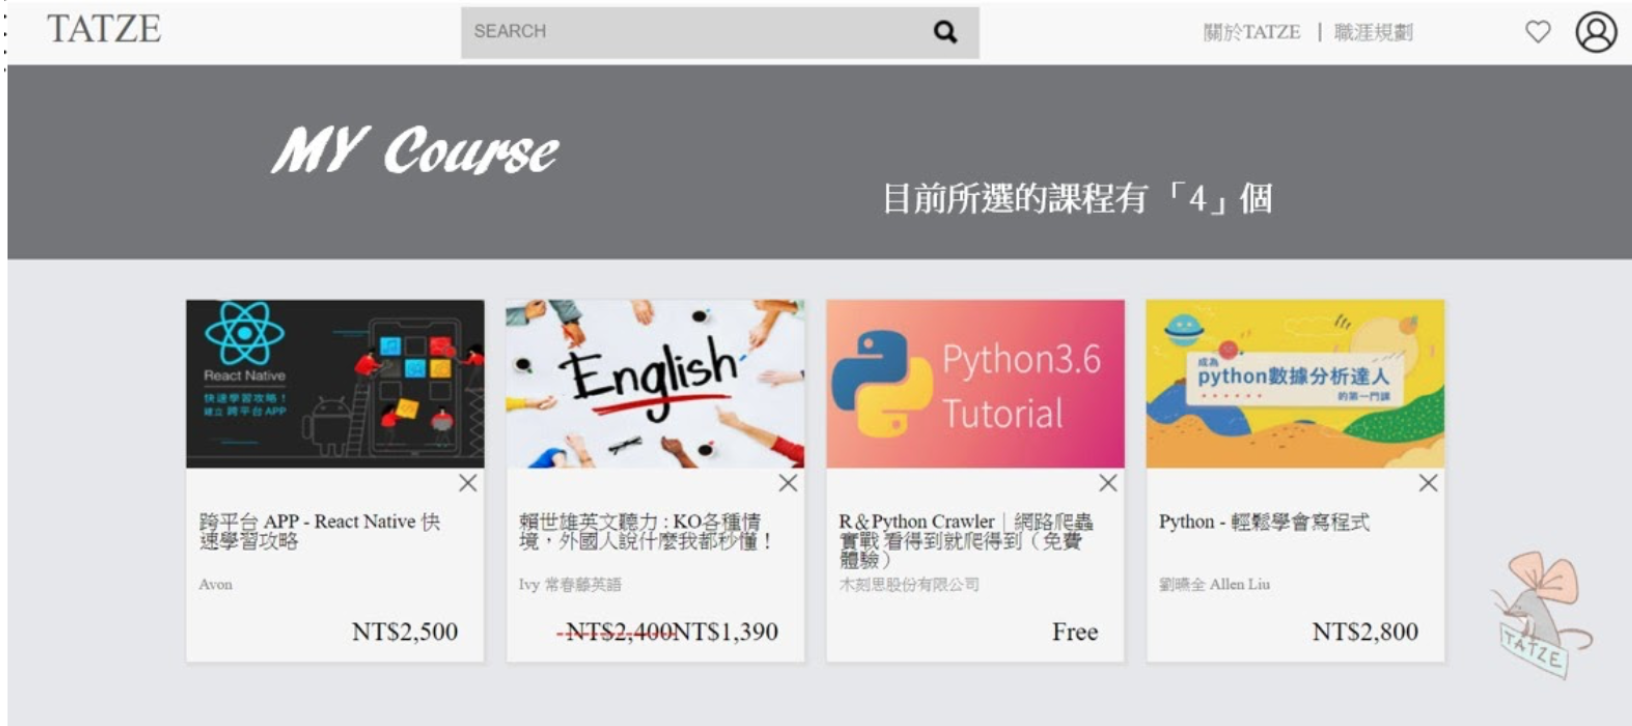 TATZE
SEARCH
關於TATZE | 職涯規劃
MY Course
目前所選的課程有「4」個
React Native
快速學習攻略！
建立 跨平台 APP
English
Python3.6
Tutorial
成為
python數據分析達人
的第一門課
跨平台 APP - React Native 快
速學習攻略
Avon
NT$2,500
賴世雄英文聽力 : KO各種情
境，外國人說什麼我都秒懂！
Ivy 常春藤英語
NT$2,400NT$1,390
R＆Python Crawler｜網路爬蟲
實戰 看得到就爬得到（免費
體驗）
木刻思股份有限公司
Free
Python - 輕鬆學會寫程式
劉曜全 Allen Liu
NT$2,800
TATZE